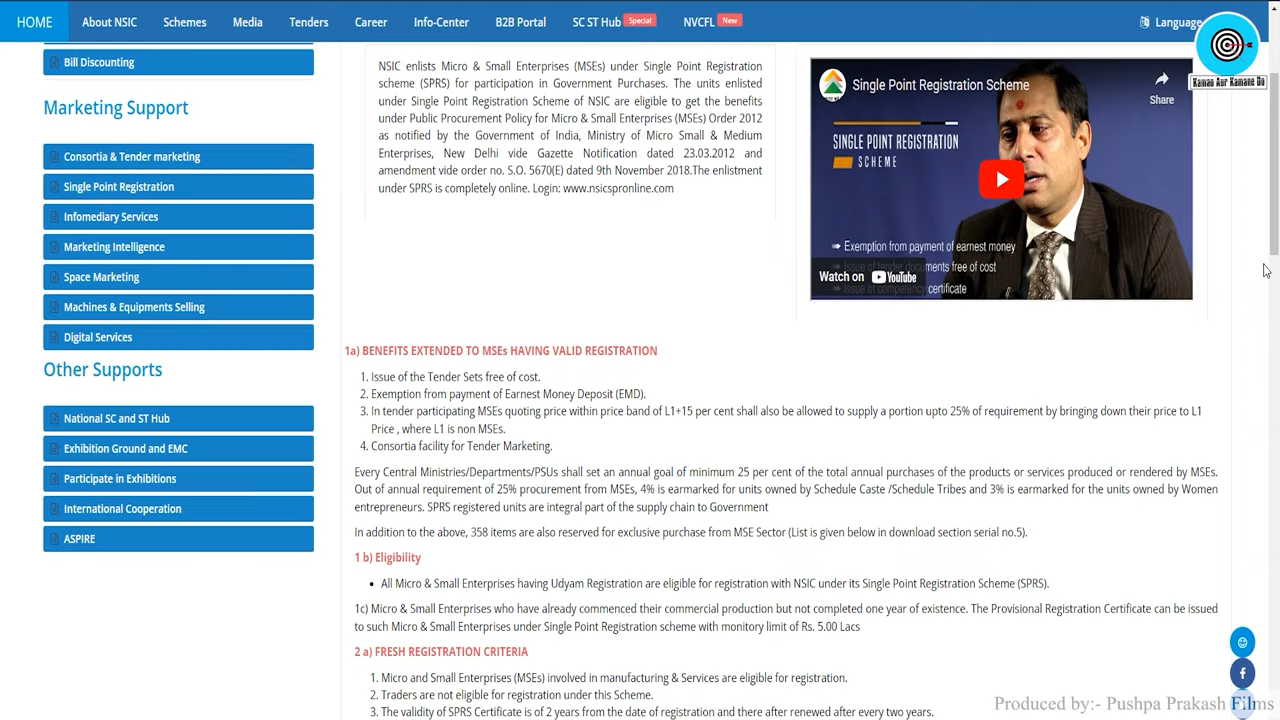 HOME About NSIC Schemes Media Tenders Career Info-Center B2B Portal SC ST Hub Special NVCFL New Language
Kamao Aur Kamane Do
Bill Discounting
Marketing Support
Consortia & Tender marketing
Single Point Registration
Infomediary Services
Marketing Intelligence
Space Marketing
Machines & Equipments Selling
Digital Services
Other Supports
National SC and ST Hub
Exhibition Ground and EMC
Participate in Exhibitions
International Cooperation
ASPIRE
NSIC enlists Micro & Small Enterprises (MSEs) under Single Point Registration
scheme (SPRS) for participation in Government Purchases. The units enlisted
under Single Point Registration Scheme of NSIC are eligible to get the benefits
under Public Procurement Policy for Micro & Small Enterprises (MSEs) Order 2012
as notified by the Government of India, Ministry of Micro Small & Medium
Enterprises, New Delhi vide Gazette Notification dated 23.03.2012 and
amendment vide order no. S.O. 5670(E) dated 9th November 2018.The enlistment
under SPRS is completely online. Login: www.nsicspronline.com
Single Point Registration Scheme
Share
SINGLE POINT REGISTRATION
SCHEME
Exemption from payment of earnest money
Issue of tender documents free of cost
Issue of competency certificate
Watch on YouTube
1a) BENEFITS EXTENDED TO MSEs HAVING VALID REGISTRATION
1. Issue of the Tender Sets free of cost.
2. Exemption from payment of Earnest Money Deposit (EMD).
3. In tender participating MSEs quoting price within price band of L1+15 per cent shall also be allowed to supply a portion upto 25% of requirement by bringing down their price to L1
Price , where L1 is non MSEs.
4. Consortia facility for Tender Marketing.
Every Central Ministries/Departments/PSUs shall set an annual goal of minimum 25 per cent of the total annual purchases of the products or services produced or rendered by MSEs.
Out of annual requirement of 25% procurement from MSEs, 4% is earmarked for units owned by Schedule Caste /Schedule Tribes and 3% is earmarked for the units owned by Women
entrepreneurs. SPRS registered units are integral part of the supply chain to Government
In addition to the above, 358 items are also reserved for exclusive purchase from MSE Sector (List is given below in download section serial no.5).
1 b) Eligibility
• All Micro & Small Enterprises having Udyam Registration are eligible for registration with NSIC under its Single Point Registration Scheme (SPRS).
1c) Micro & Small Enterprises who have already commenced their commercial production but not completed one year of existence. The Provisional Registration Certificate can be issued
to such Micro & Small Enterprises under Single Point Registration scheme with monitory limit of Rs. 5.00 Lacs
2 a) FRESH REGISTRATION CRITERIA
1. Micro and Small Enterprises (MSEs) involved in manufacturing & Services are eligible for registration.
2. Traders are not eligible for registration under this Scheme.
3. The validity of SPRS Certificate is of 2 years from the date of registration and there after renewed after every two years.
Produced by:- Pushpa Prakash Films